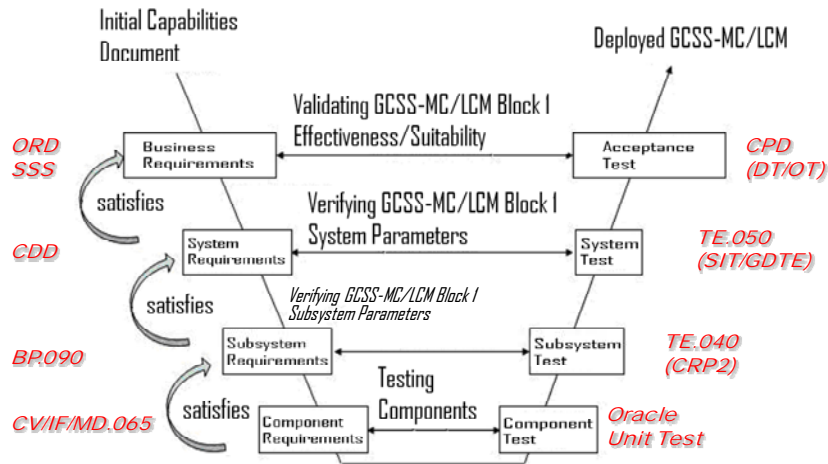 Initial Capabilities
Document
Deployed GCSS-MC/LCM
Validating GCSS-MC/LCM Block 1
Effectiveness/Suitability
ORD
SSS
Business
Requirements
Acceptance
Test
CPD
(DT/OT)
satisfies
Verifying GCSS-MC/LCM Block 1
System Parameters
CDD
System
Requirements
System
Test
TE.050
(SIT/GDTE)
satisfies
Verifying GCSS-MC/LCM Block 1
Subsystem Parameters
BP.090
Subsystem
Requirements
Subsystem
Test
TE.040
(CRP2)
satisfies
Testing
Components
CV/IF/MD.065
Component
Requirements
Component
Test
Oracle
Unit Test